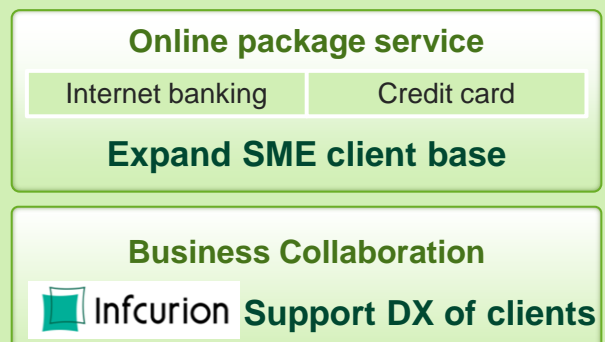 Online package service
Internet banking Credit card
Expand SME client base
Business Collaboration
Infcurion Support DX of clients